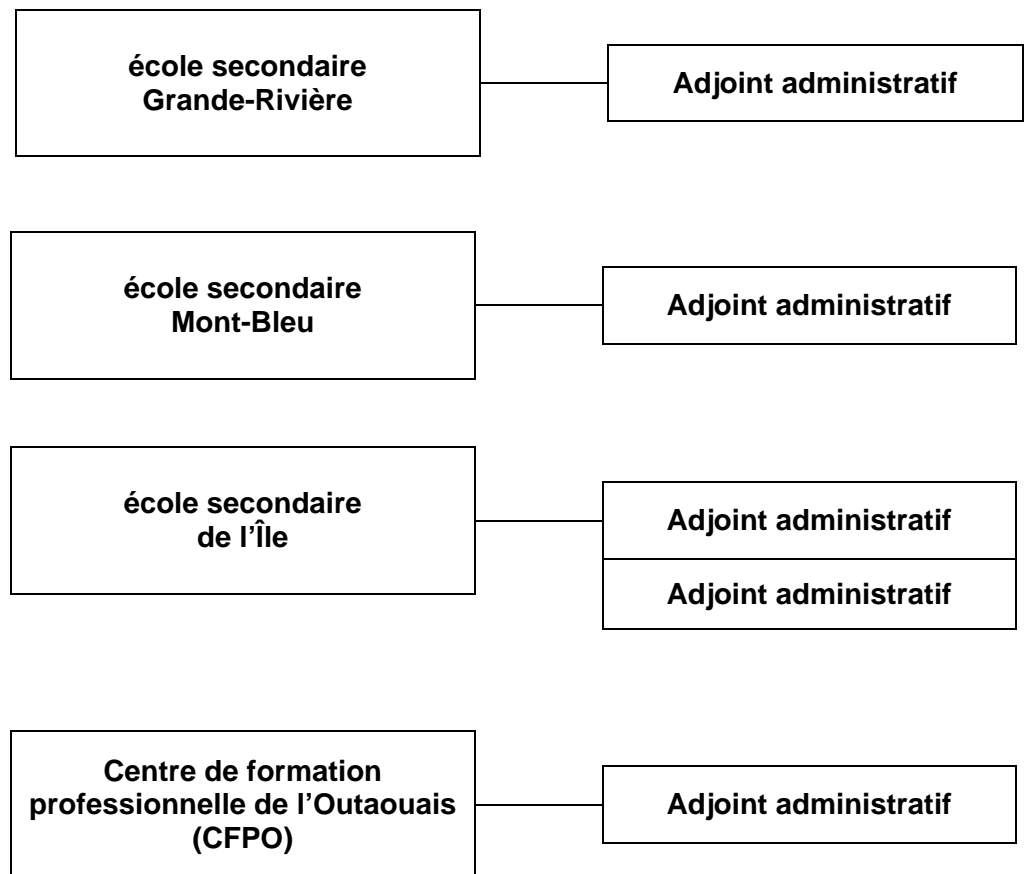 école secondaire
Grande-Rivière
Adjoint administratif
école secondaire
Mont-Bleu
Adjoint administratif
école secondaire
de l’Île
Adjoint administratif
Adjoint administratif
Centre de formation
professionnelle de l’Outaouais
(CFPO)
Adjoint administratif